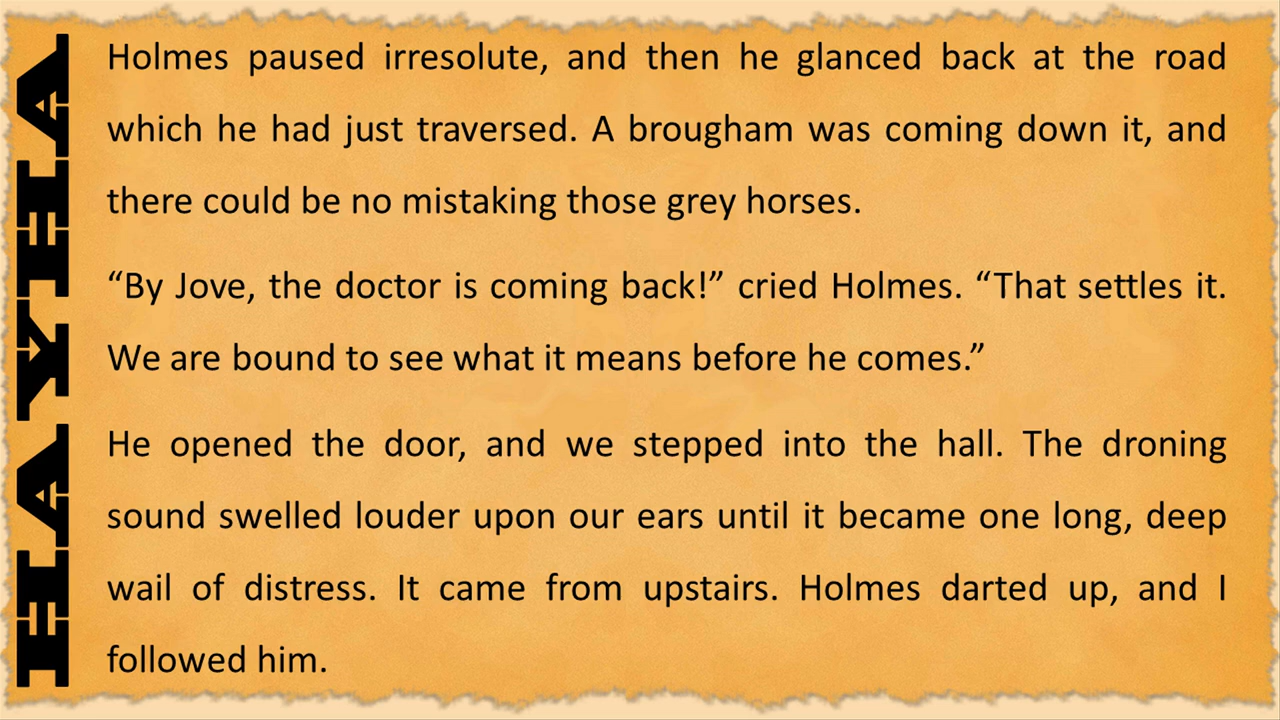 HAYHA
Holmes paused irresolute, and then he glanced back at the road
which he had just traversed. A brougham was coming down it, and
there could be no mistaking those grey horses.
“By Jove, the doctor is coming back!” cried Holmes. “That settles it.
We are bound to see what it means before he comes.”
He opened the door, and we stepped into the hall. The droning
sound swelled louder upon our ears until it became one long, deep
wail of distress. It came from upstairs. Holmes darted up, and I
followed him.